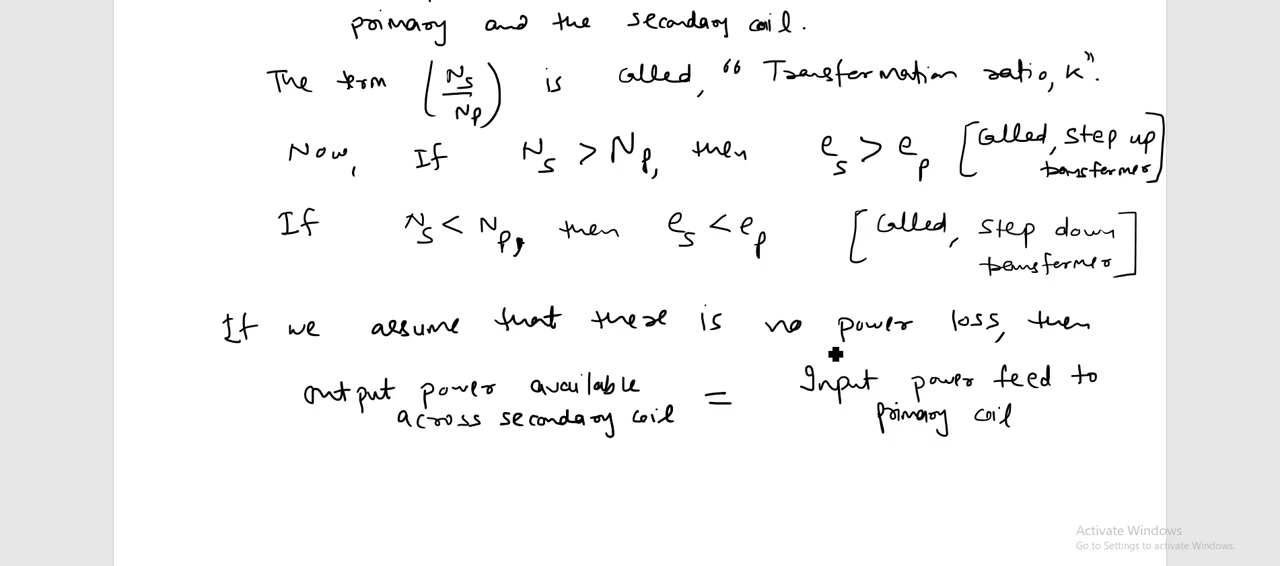 primary and the secondary coil.
The term (Ns/Np) is called, "Transformation ratio, K".
Now, If Ns > Np, then es > ep [called, step up transformer]
If Ns < Np, then es < ep [called, step down transformer]
If we assume that there is no power loss, then
output power available across secondary coil = Input power feed to primary coil
Activate Windows
Go to Settings to activate Windows.